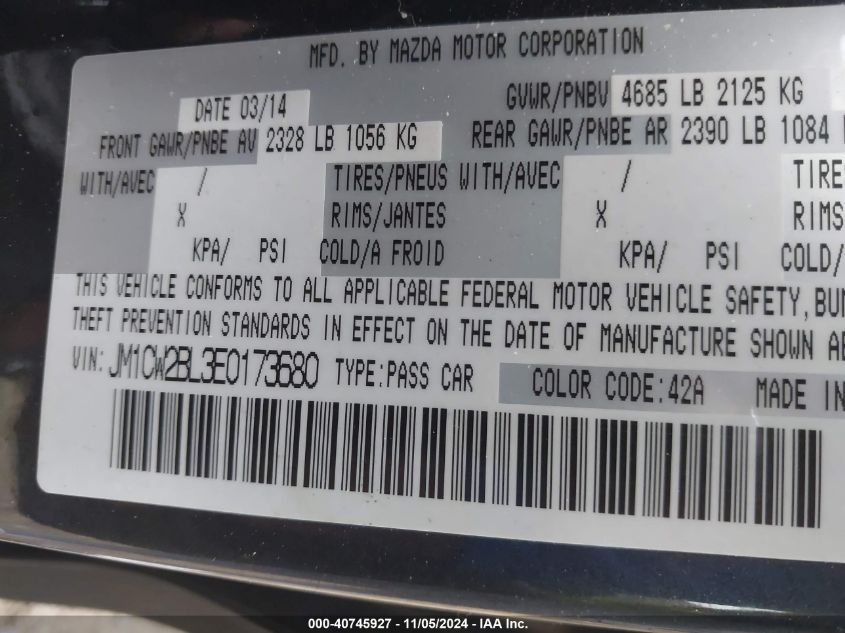 MFD. BY MAZDA MOTOR CORPORATION
DATE 03/14 GVWR/PNBV 4685 LB 2125 KG
FRONT GAWR/PNBE AV 2328 LB 1056 KG REAR GAWR/PNBE AR 2390 LB 1084
WITH/AVEC / TIRES/PNEUS WITH/AVEC / TIRE
X RIMS/JANTES X RIMS
KPA/ PSI COLD/A FROID KPA/ PSI COLD/
THIS VEHICLE CONFORMS TO ALL APPLICABLE FEDERAL MOTOR VEHICLE SAFETY, BU
THEFT PREVENTION STANDARDS IN EFFECT ON THE DATE OF MANUFACTURE SHOWN A
VIN: JM1CW2BL3E0173680 TYPE:PASS CAR COLOR CODE:42A MADE IN
000-40745927 - 11/05/2024 - IAA Inc.